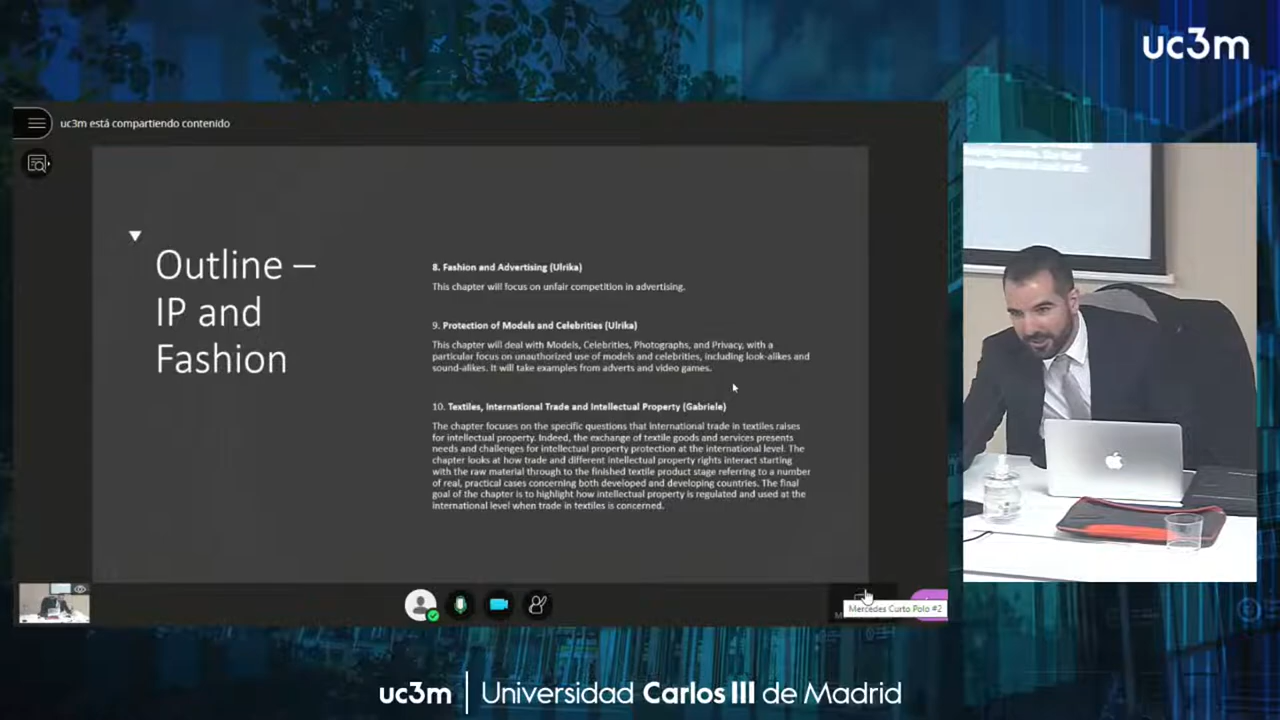 uc3m
uc3m está compartiendo contenido
Outline –
IP and
Fashion
8. Fashion and Advertising (Ulrika)
This chapter will focus on unfair competition in advertising.
9. Protection of Models and Celebrities (Ulrika)
This chapter will deal with Models, Celebrities, Photographs, and Privacy, with a
particular focus on unauthorized use of models and celebrities, including look-alikes and
sound-alikes. It will take examples from adverts and video games.
10. Textiles, International Trade and Intellectual Property (Gabriele)
The chapter focuses on the specific questions that international trade in textiles raises
for intellectual property. Indeed, the exchange of textile goods and services presents
needs and challenges for intellectual property protection at the international level. The
chapter looks at how trade and different intellectual property rights interact starting
with the raw material through to the finished textile product stage referring to a number
of real, practical cases concerning both developed and developing countries. The final
goal of the chapter is to highlight how intellectual property is regulated and used at the
international level when trade in textiles is concerned.
Mercedes Curto Polo #2
uc3m | Universidad Carlos III de Madrid